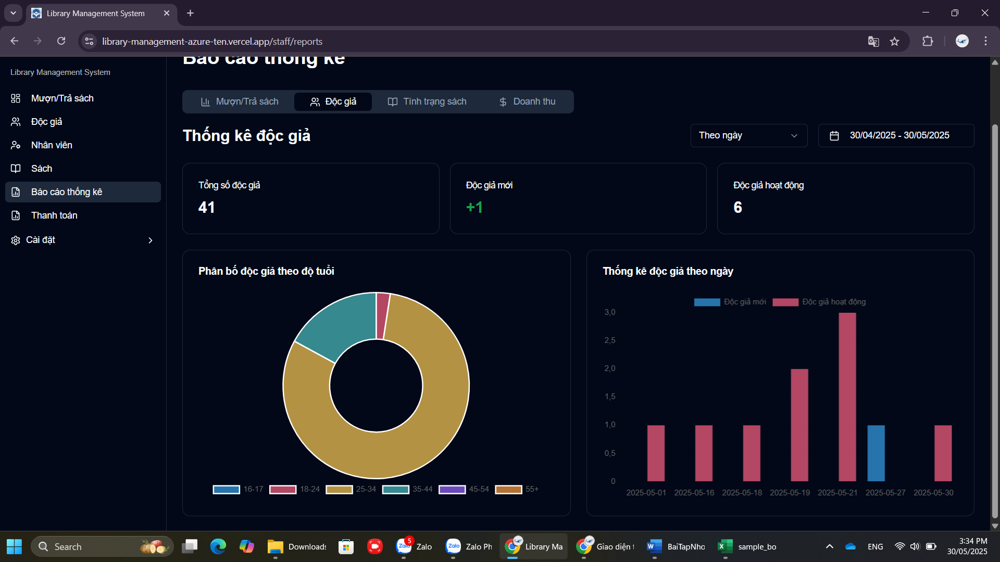 Library Management System
library-management-azure-ten.vercel.app/staff/reports
Library Management System
Mượn/Trả sách
Độc giả
Nhân viên
Sách
Báo cáo thống kê
Thanh toán
Cài đặt
Báo cáo thống kê
Mượn/Trả sách
Độc giả
Tình trạng sách
Doanh thu
Thống kê độc giả
Theo ngày
30/04/2025 - 30/05/2025
Tổng số độc giả
41
Độc giả mới
+1
Độc giả hoạt động
6
Phân bố độc giả theo độ tuổi
16-17 18-24 25-34 35-44 45-54 55+
Thống kê độc giả theo ngày
Độc giả mới Độc giả hoạt động
3,0
2,5
2,0
1,5
1,0
0,5
0
2025-05-01 2025-05-16 2025-05-18 2025-05-19 2025-05-21 2025-05-27 2025-05-30
Search
Downloads
5
Zalo
Zalo
Zalo
Zalo Ph
Library Ma
Giao diện t
BaiTapNho
sample_bo
ENG
3:34 PM
30/05/2025